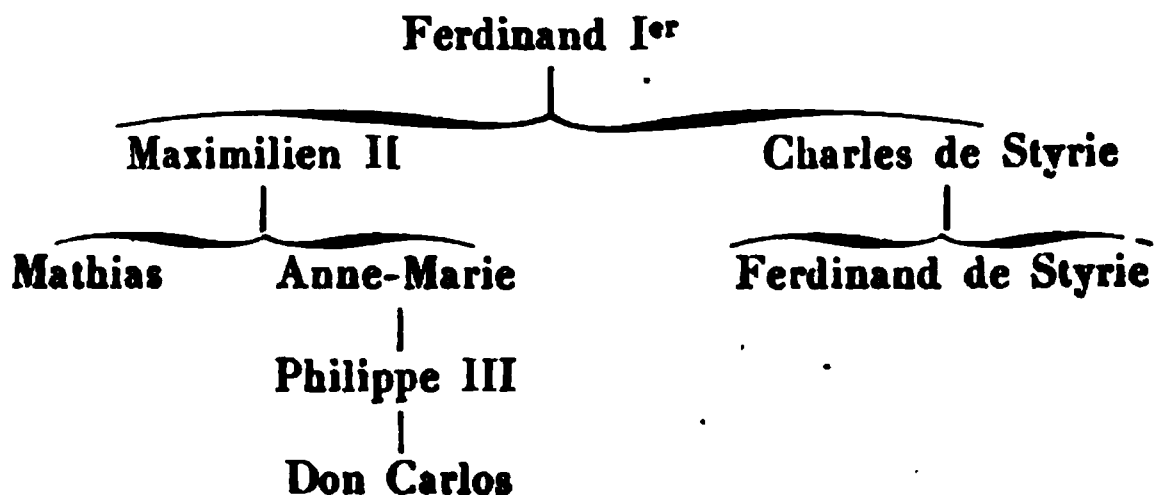 Ferdinand Ier
Maximilien II Charles de Styrie
Mathias Anne-Marie Ferdinand de Styrie
Philippe III
Don Carlos